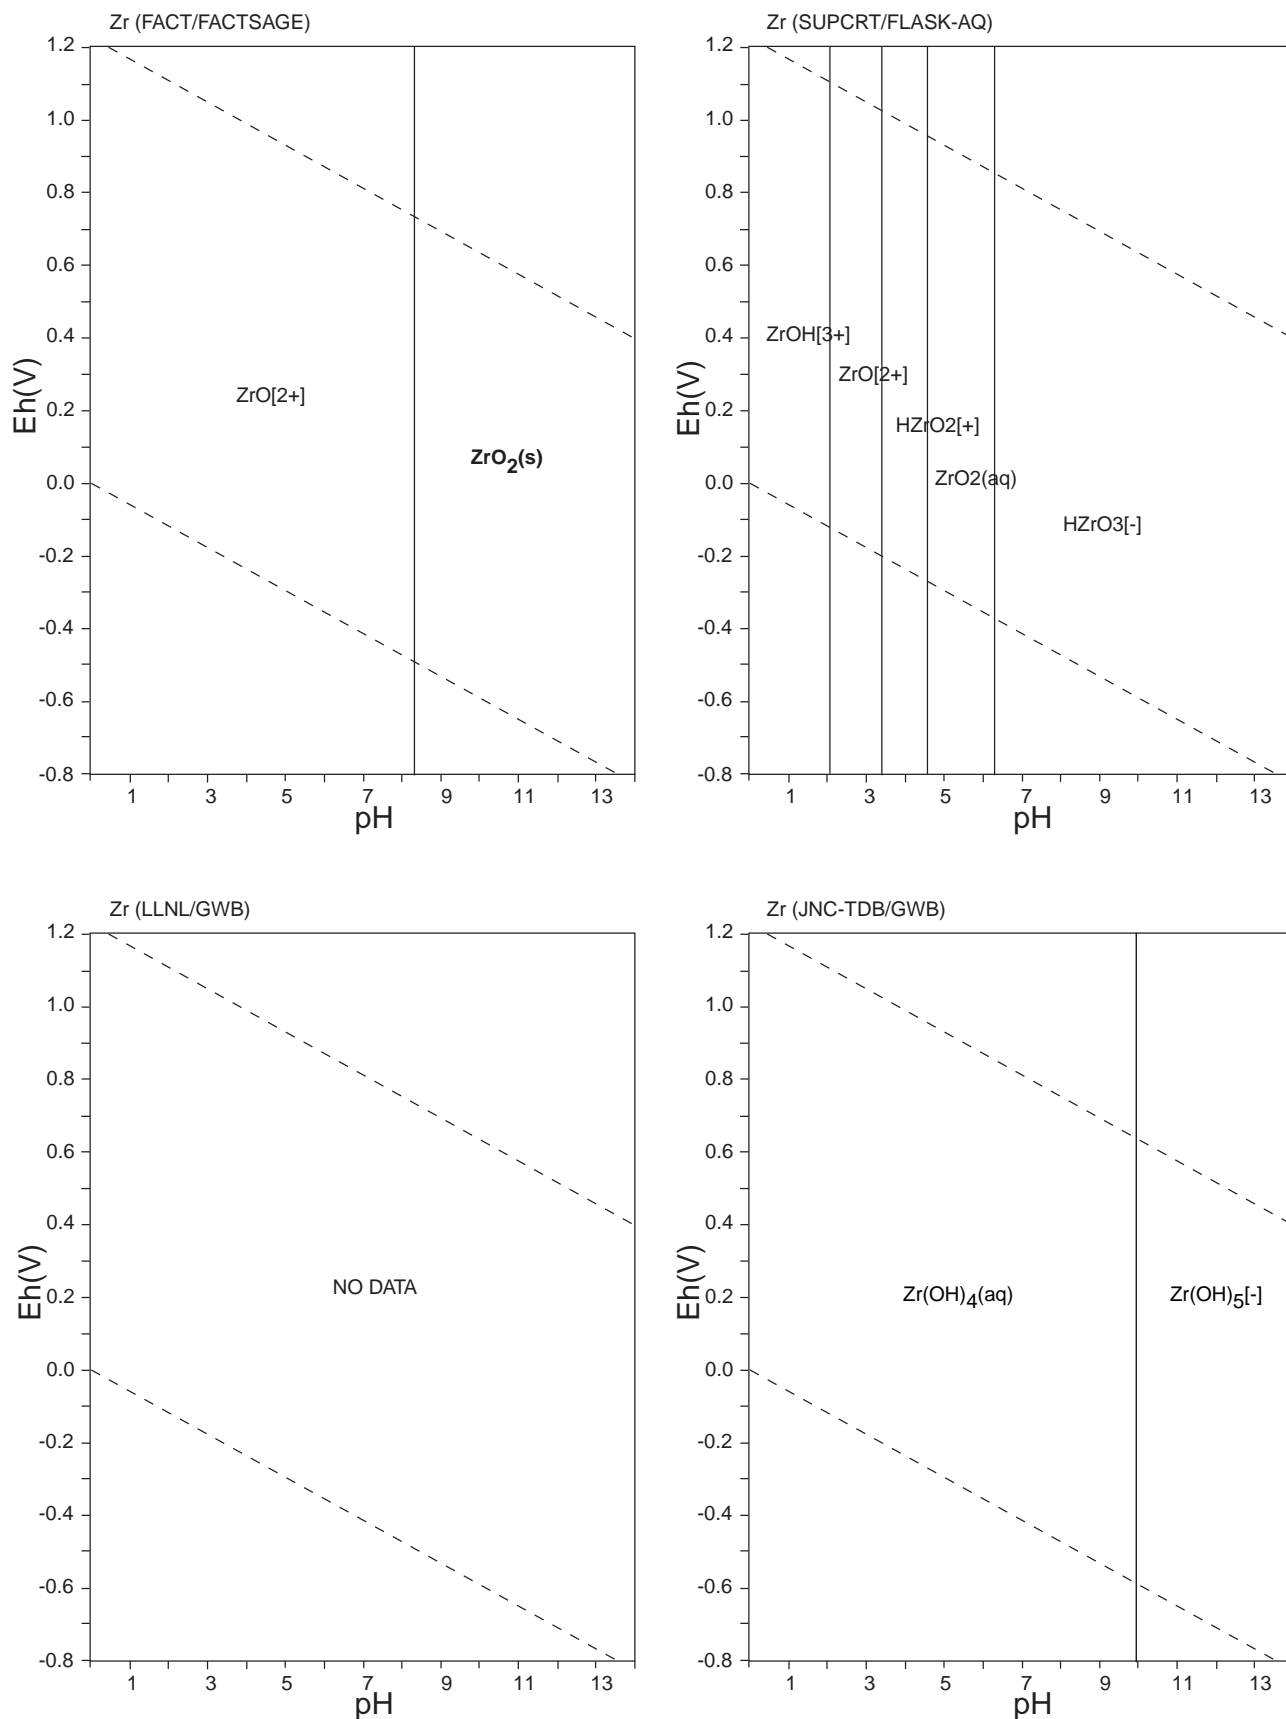 Zr (FACT/FACTSAGE)
1.2
1.0
0.8
0.6
0.4
0.2
0.0
-0.2
-0.4
-0.6
-0.8
Eh(V)
ZrO[2+]
ZrO2(s)
1 3 5 7 9 11 13
pH
Zr (SUPCRT/FLASK-AQ)
1.2
1.0
0.8
0.6
0.4
0.2
0.0
-0.2
-0.4
-0.6
-0.8
Eh(V)
ZrOH[3+]
ZrO[2+]
HZrO2[+]
ZrO2(aq)
HZrO3[-]
1 3 5 7 9 11 13
pH
Zr (LLNL/GWB)
1.2
1.0
0.8
0.6
0.4
0.2
0.0
-0.2
-0.4
-0.6
-0.8
Eh(V)
NO DATA
1 3 5 7 9 11 13
pH
Zr (JNC-TDB/GWB)
1.2
1.0
0.8
0.6
0.4
0.2
0.0
-0.2
-0.4
-0.6
-0.8
Eh(V)
Zr(OH)4(aq) Zr(OH)5[-]
1 3 5 7 9 11 13
pH